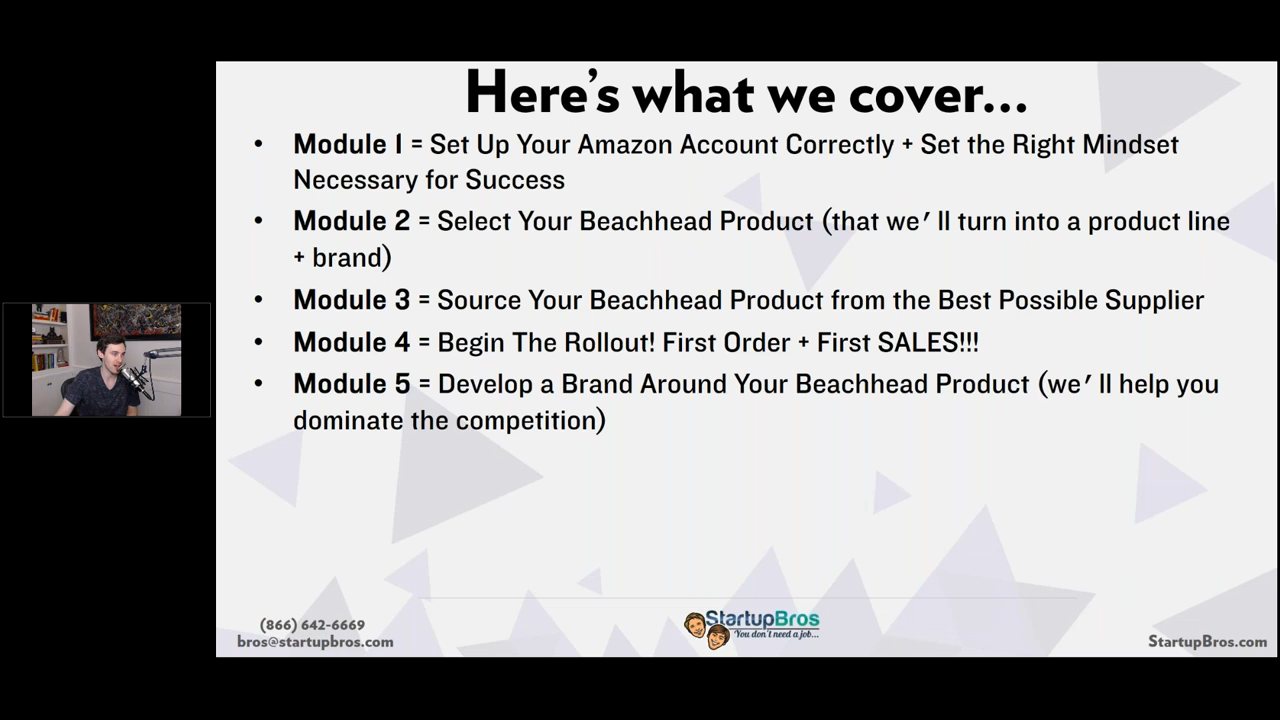 Here's what we cover...
• Module 1 = Set Up Your Amazon Account Correctly + Set the Right Mindset
Necessary for Success
• Module 2 = Select Your Beachhead Product (that we' ll turn into a product line
+ brand)
• Module 3 = Source Your Beachhead Product from the Best Possible Supplier
• Module 4 = Begin The Rollout! First Order + First SALES!!!
• Module 5 = Develop a Brand Around Your Beachhead Product (we' ll help you
dominate the competition)
(866) 642-6669
bros@startupbros.com
StartupBros
You don't need a job...
StartupBros.com